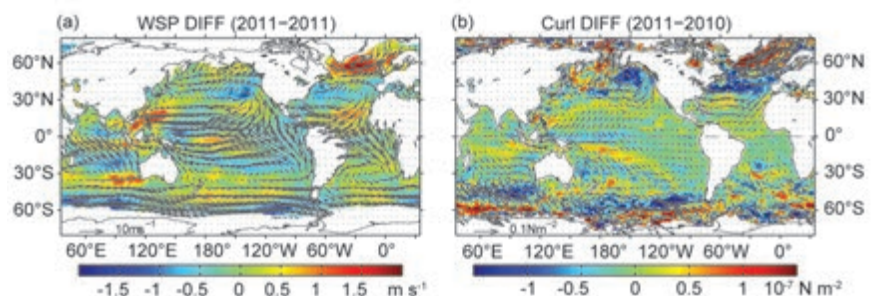 (a) WSP DIFF (2011−2011)
60°N
30°N
0°
30°S
60°S
10ms⁻¹
60°E 120°E 180° 120°W 60°W 0°
-1.5 -1 -0.5 0 0.5 1 1.5 m s⁻¹
(b) Curl DIFF (2011−2010)
60°N
30°N
0°
30°S
60°S
0.1Nm⁻²
60°E 120°E 180° 120°W 60°W 0°
-1 -0.5 0 0.5 1 10⁻⁷ N m⁻²